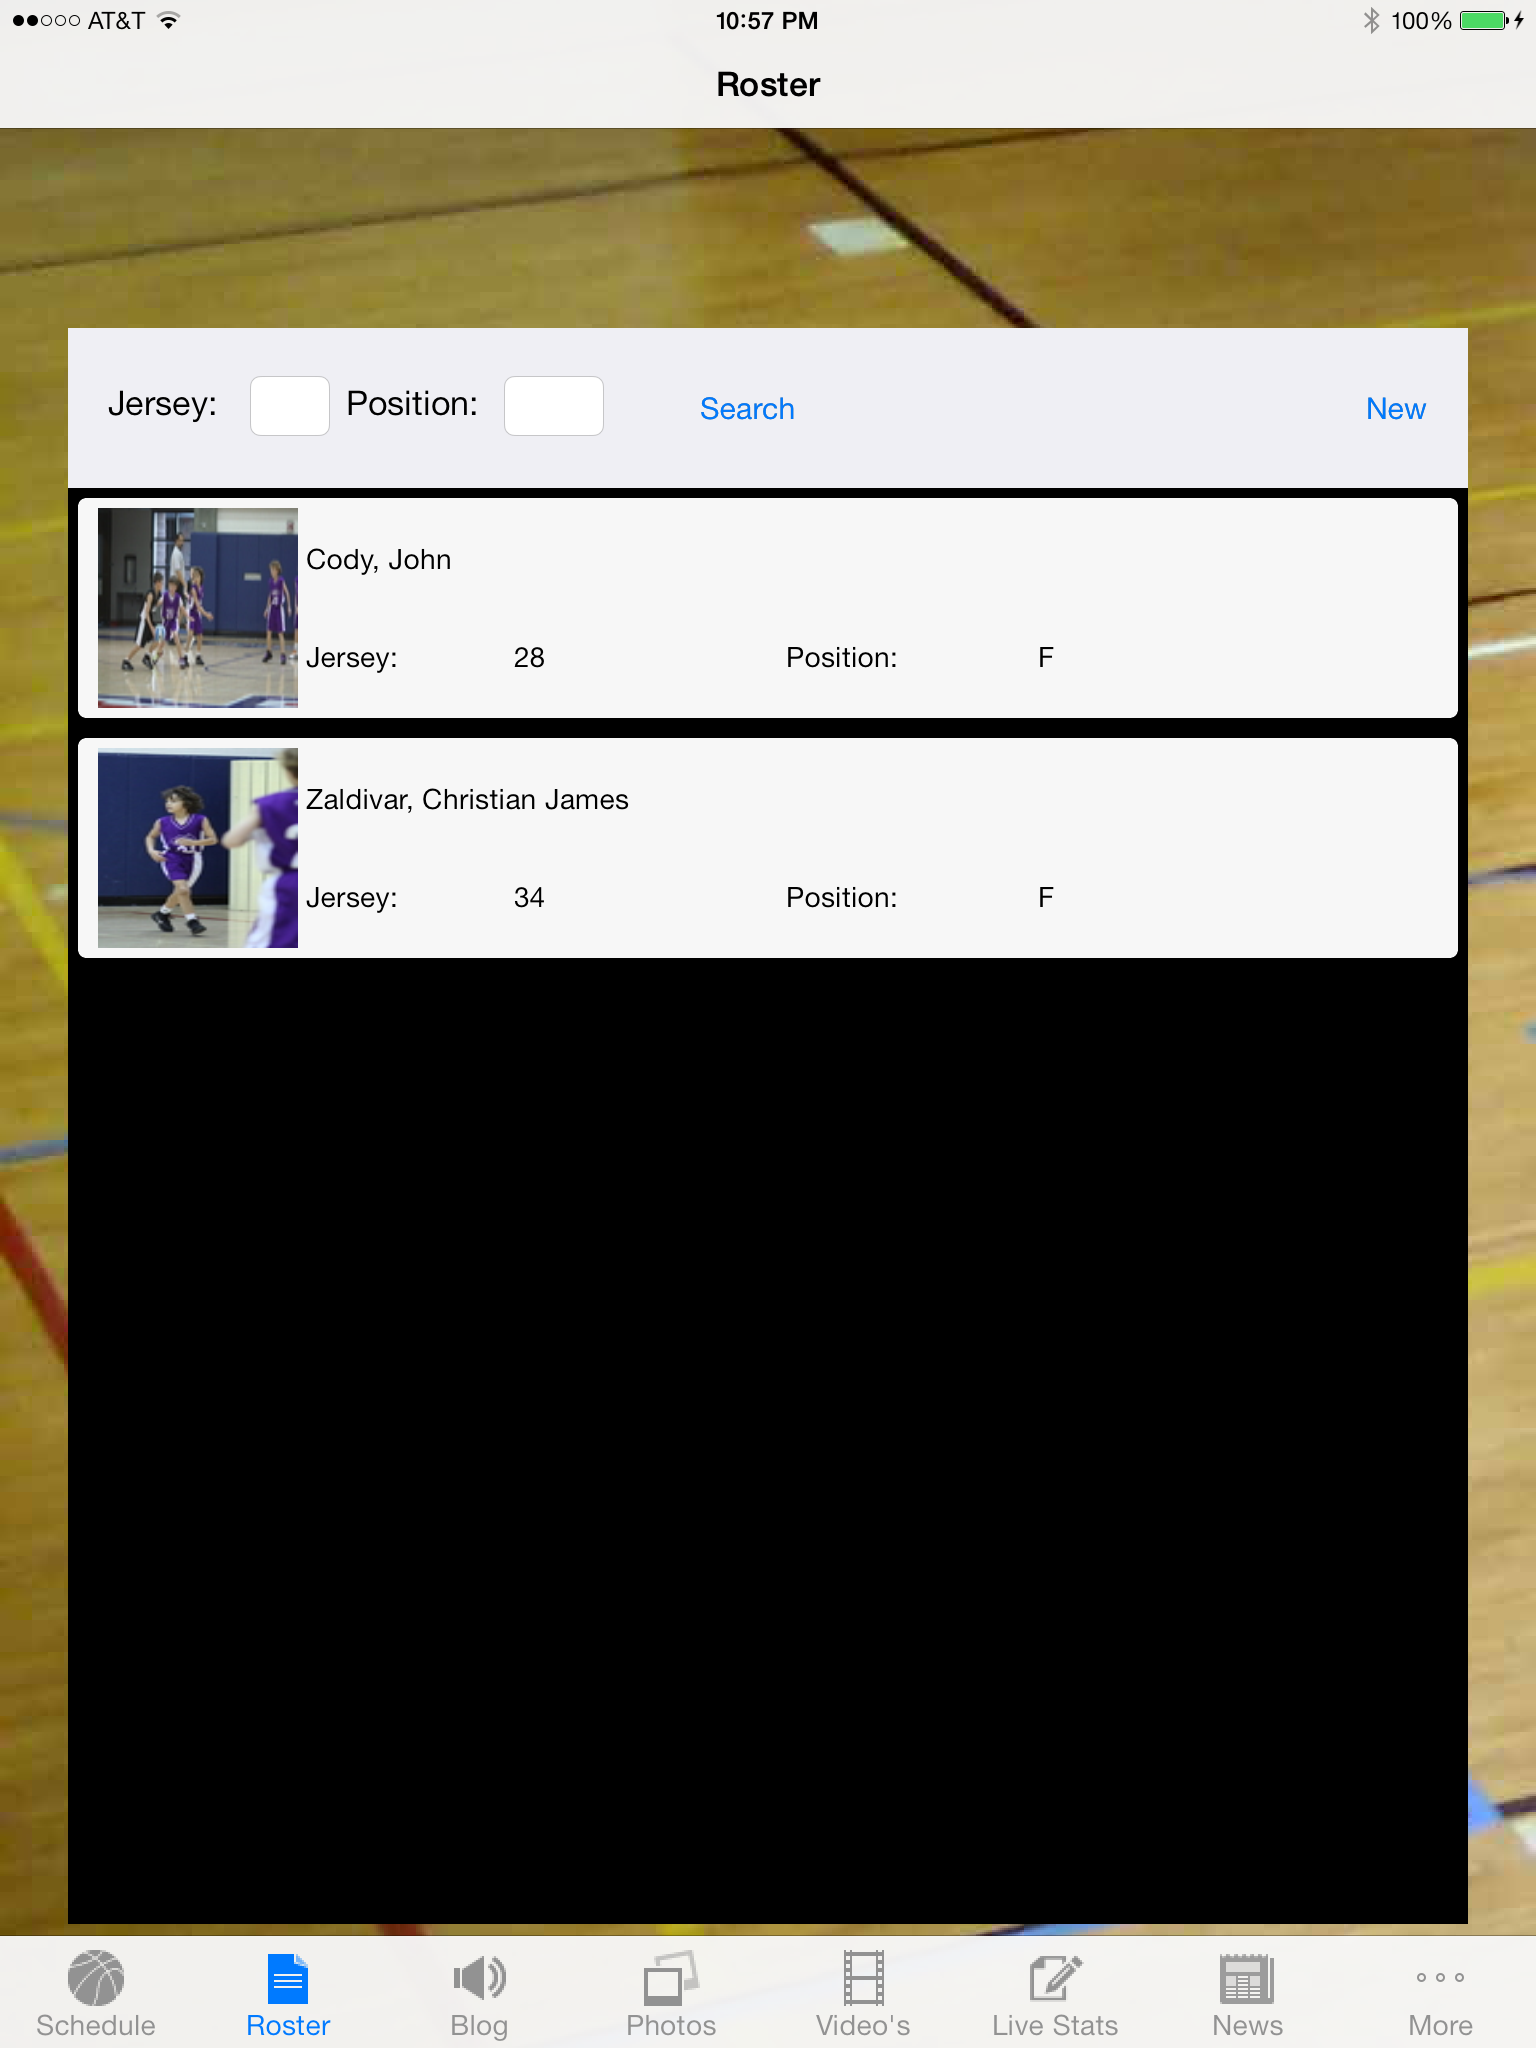 AT&T 10:57 PM 100%
Roster
Jersey: Position: Search New
Cody, John
Jersey: 28 Position: F
Zaldivar, Christian James
Jersey: 34 Position: F
Schedule Roster Blog Photos Video's Live Stats News More